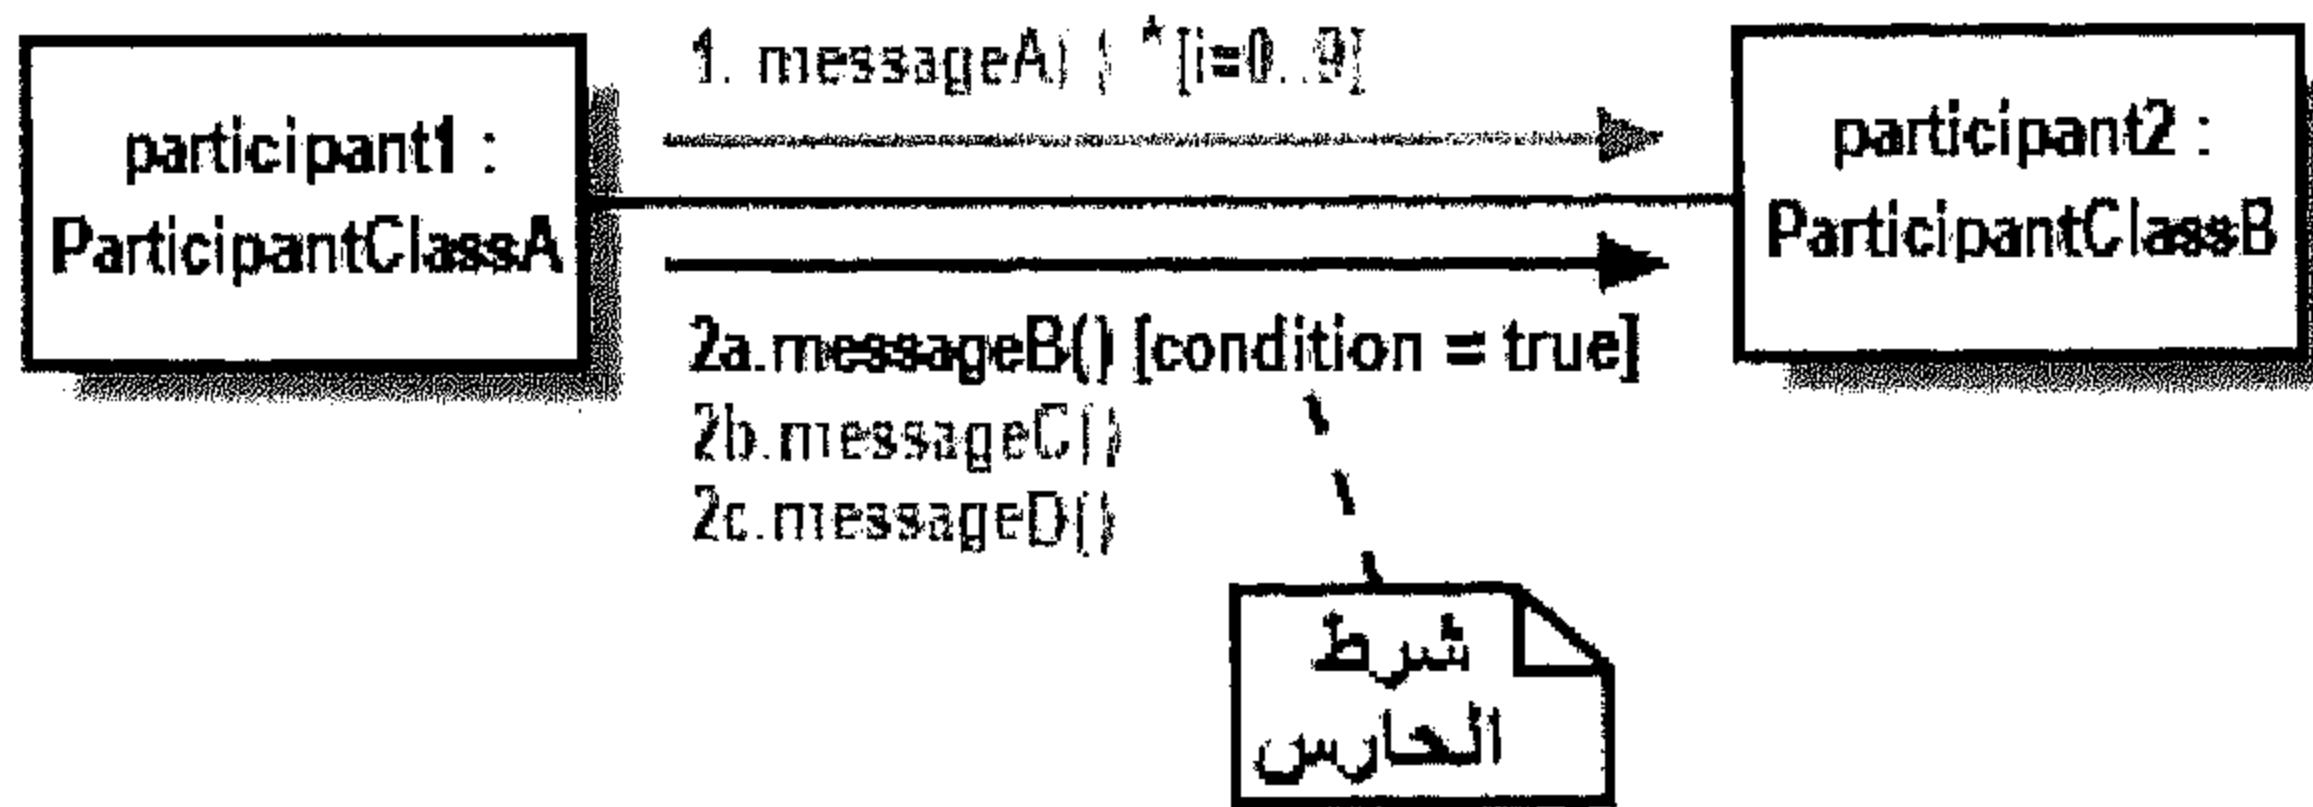 participant1 :
ParticipantClassA
1. messageA( ) *[i=0..9]
participant2 :
ParticipantClassB
2a.messageB() [condition = true]
2b.messageC()
2c.messageD()
شرط
الحارس